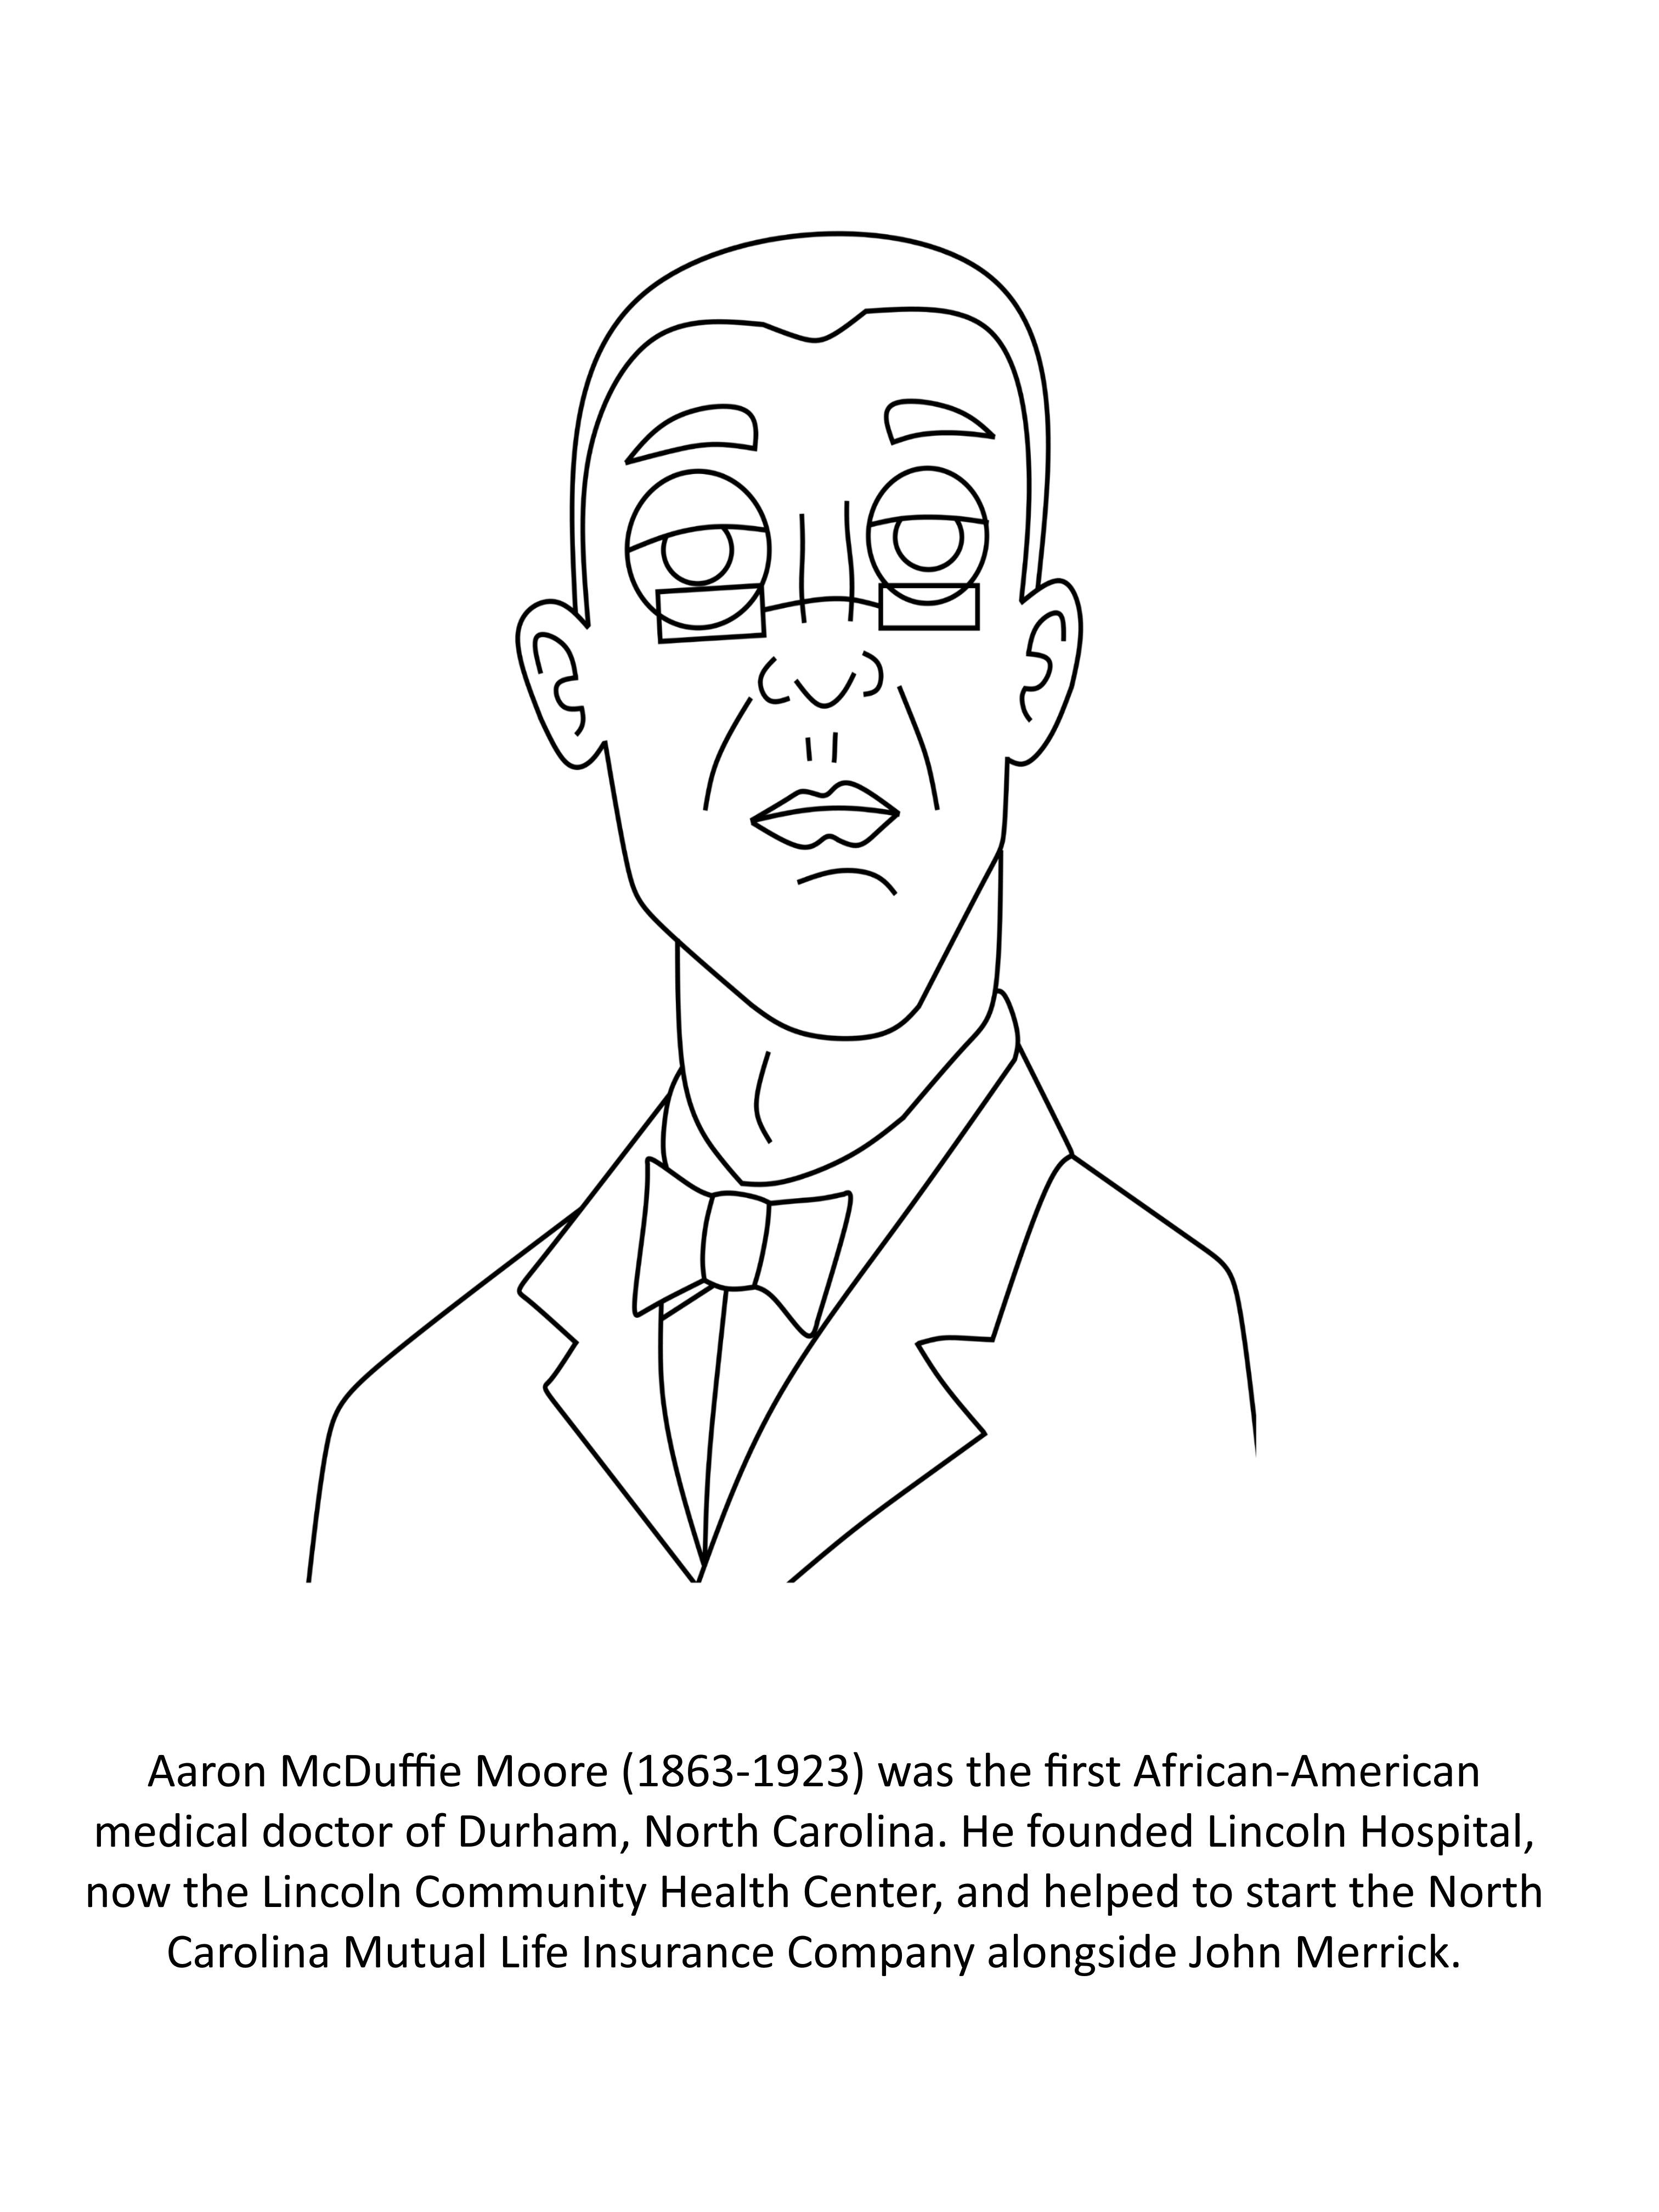 Aaron McDuffie Moore (1863-1923) was the first African-American
medical doctor of Durham, North Carolina. He founded Lincoln Hospital,
now the Lincoln Community Health Center, and helped to start the North
Carolina Mutual Life Insurance Company alongside John Merrick.